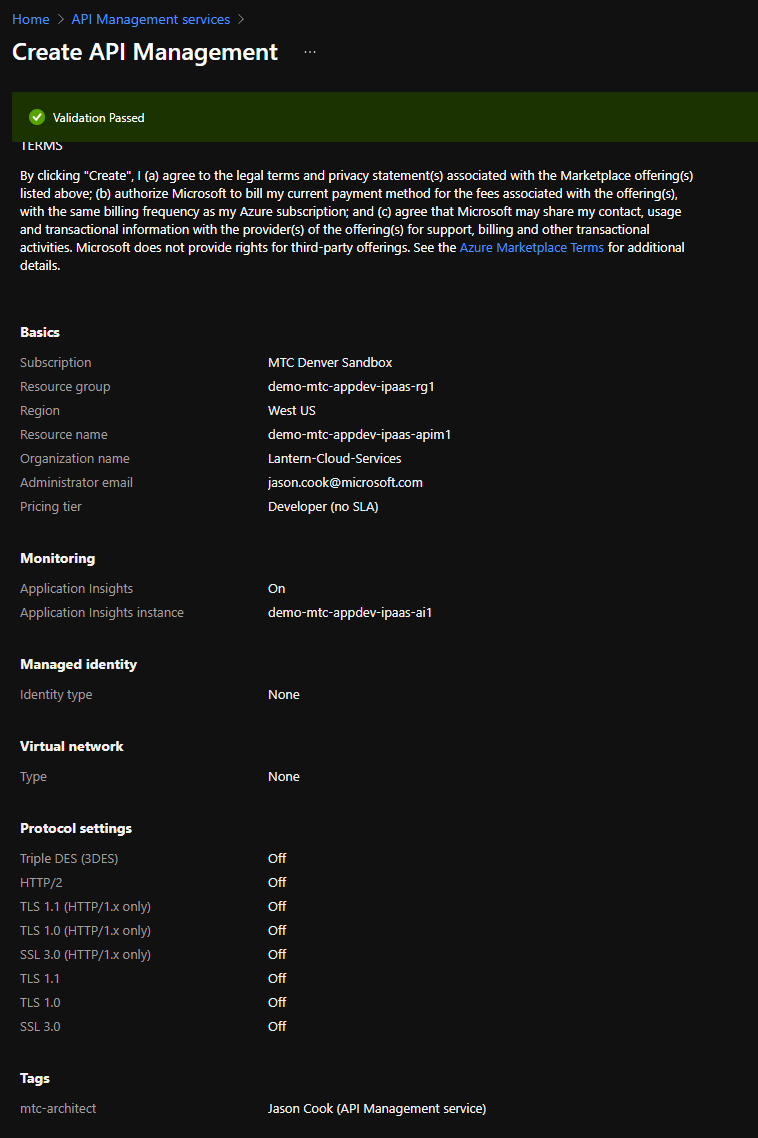 Home > API Management services >
Create API Management ...
Validation Passed
TERMS
By clicking "Create", I (a) agree to the legal terms and privacy statement(s) associated with the Marketplace offering(s)
listed above; (b) authorize Microsoft to bill my current payment method for the fees associated with the offering(s),
with the same billing frequency as my Azure subscription; and (c) agree that Microsoft may share my contact, usage
and transactional information with the provider(s) of the offering(s) for support, billing and other transactional
activities. Microsoft does not provide rights for third-party offerings. See the Azure Marketplace Terms for additional
details.
Basics
Subscription MTC Denver Sandbox
Resource group demo-mtc-appdev-ipaas-rg1
Region West US
Resource name demo-mtc-appdev-ipaas-apim1
Organization name Lantern-Cloud-Services
Administrator email jason.cook@microsoft.com
Pricing tier Developer (no SLA)
Monitoring
Application Insights On
Application Insights instance demo-mtc-appdev-ipaas-ai1
Managed identity
Identity type None
Virtual network
Type None
Protocol settings
Triple DES (3DES) Off
HTTP/2 Off
TLS 1.1 (HTTP/1.x only) Off
TLS 1.0 (HTTP/1.x only) Off
SSL 3.0 (HTTP/1.x only) Off
TLS 1.1 Off
TLS 1.0 Off
SSL 3.0 Off
Tags
mtc-architect Jason Cook (API Management service)